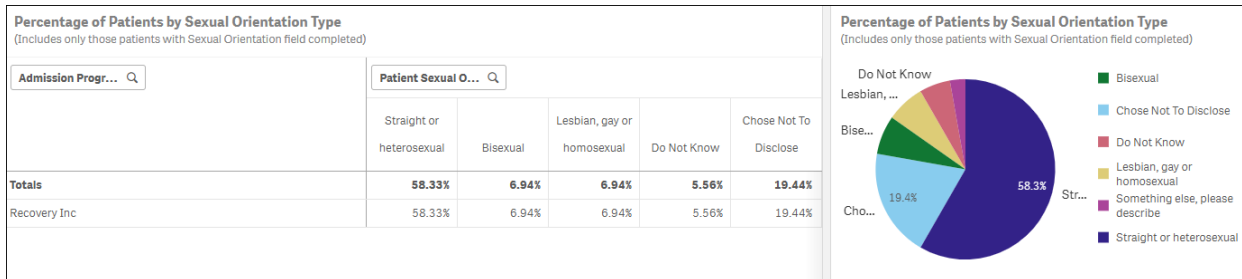 Percentage of Patients by Sexual Orientation Type
(Includes only those patients with Sexual Orientation field completed)
Admission Progr...
Patient Sexual O...
Straight or
heterosexual
Bisexual
Lesbian, gay or
homosexual
Do Not Know
Chose Not To
Disclose
Totals 58.33% 6.94% 6.94% 5.56% 19.44%
Recovery Inc 58.33% 6.94% 6.94% 5.56% 19.44%
Percentage of Patients by Sexual Orientation Type
(Includes only those patients with Sexual Orientation field completed)
Do Not Know
Lesbian, ...
Bise...
Cho...
19.4%
58.3%
Str...
Bisexual
Chose Not To Disclose
Do Not Know
Lesbian, gay or
homosexual
Something else, please
describe
Straight or heterosexual